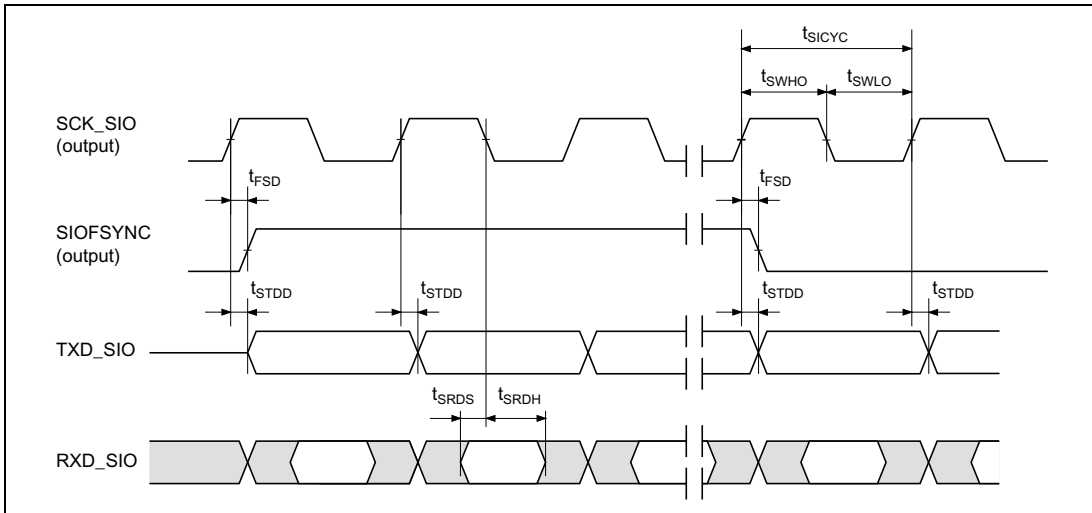 tSICYC
tSWHO tSWLO
SCK_SIO
(output)
tFSD tFSD
SIOFSYNC
(output)
tSTDD tSTDD tSTDD tSTDD
TXD_SIO
tSRDS tSRDH
RXD_SIO